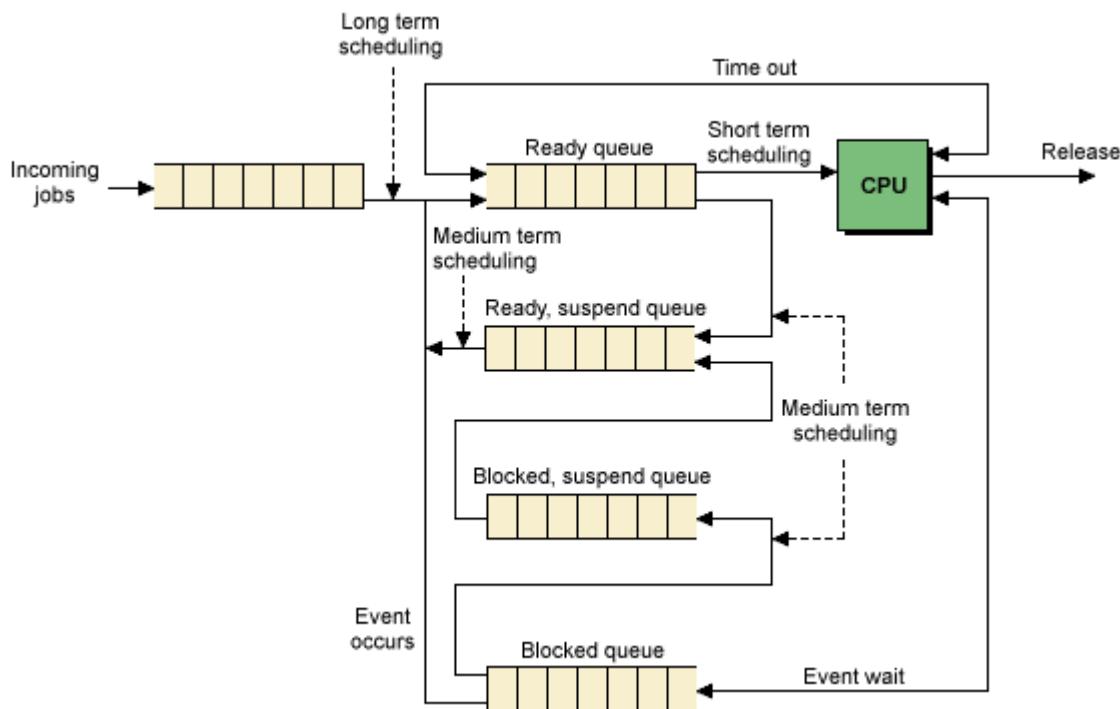 Long term
scheduling
Time out
Incoming
jobs
Ready queue
Short term
scheduling
CPU
Release
Medium term
scheduling
Ready, suspend queue
Medium term
scheduling
Blocked, suspend queue
Event
occurs
Blocked queue
Event wait